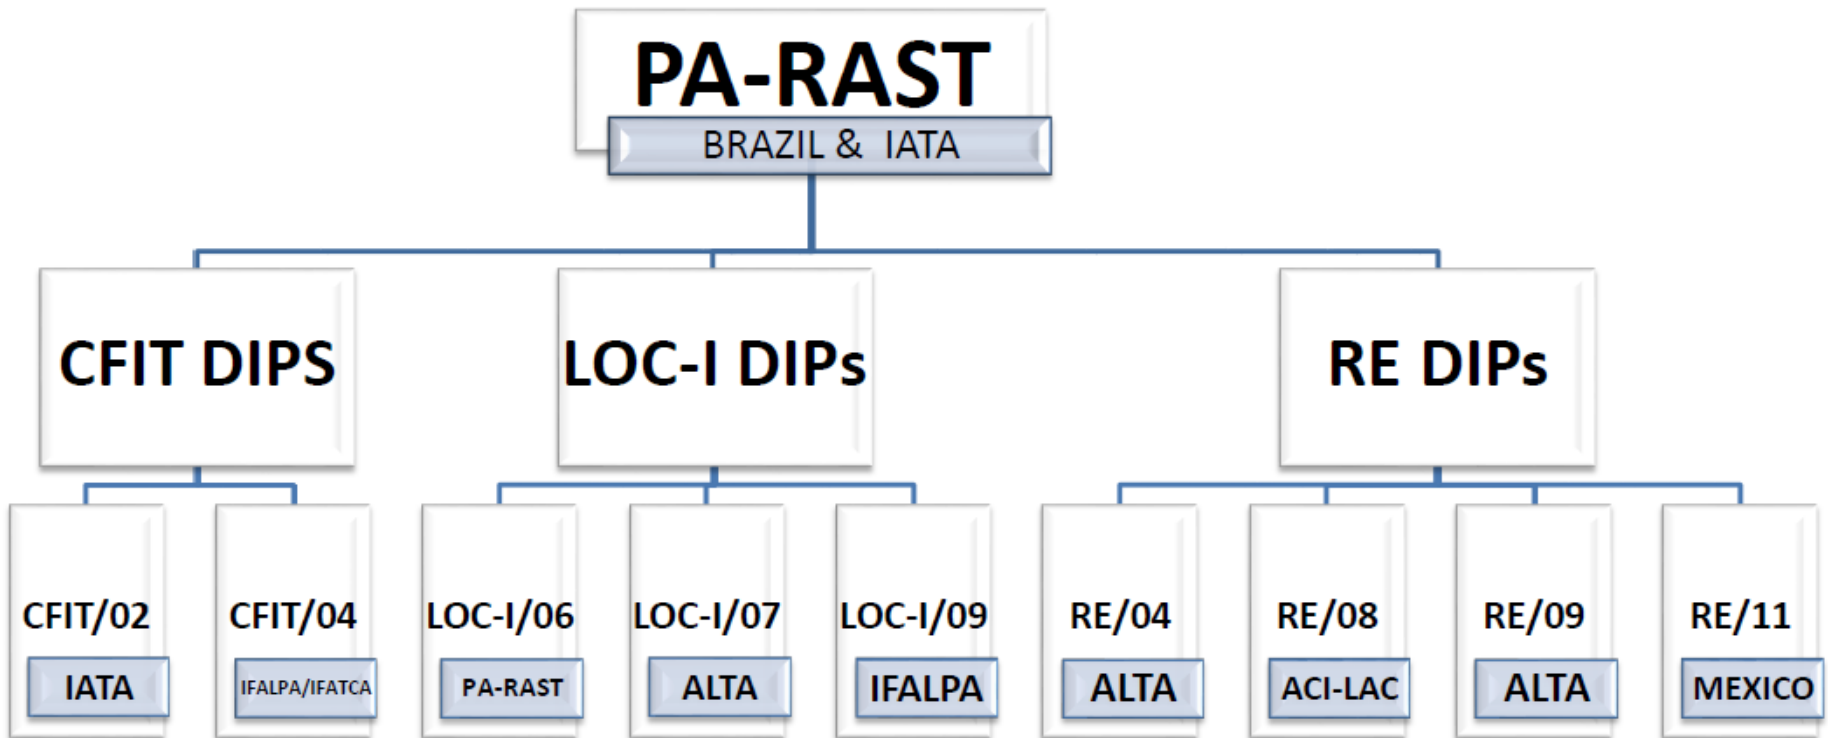 PA-RAST
BRAZIL & IATA
CFIT DIPS
LOC-I DIPs
RE DIPs
CFIT/02
IATA
CFIT/04
IFALPA/IFATCA
LOC-I/06
PA-RAST
LOC-I/07
ALTA
LOC-I/09
IFALPA
RE/04
ALTA
RE/08
ACI-LAC
RE/09
ALTA
RE/11
MEXICO